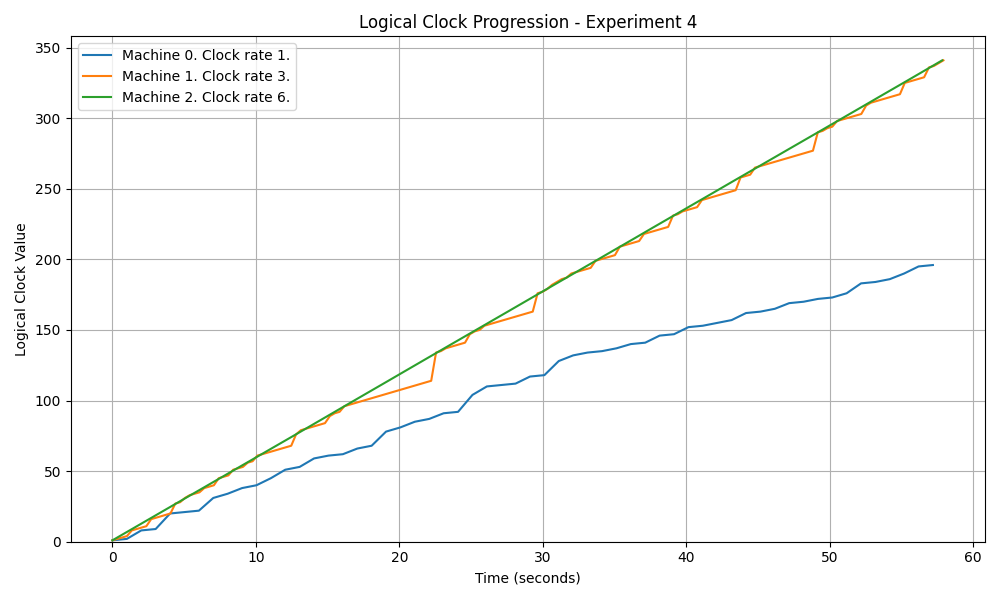 Logical Clock Progression - Experiment 4
Machine 0. Clock rate 1.
Machine 1. Clock rate 3.
Machine 2. Clock rate 6.
Logical Clock Value
350
300
250
200
150
100
50
0
0 10 20 30 40 50 60
Time (seconds)